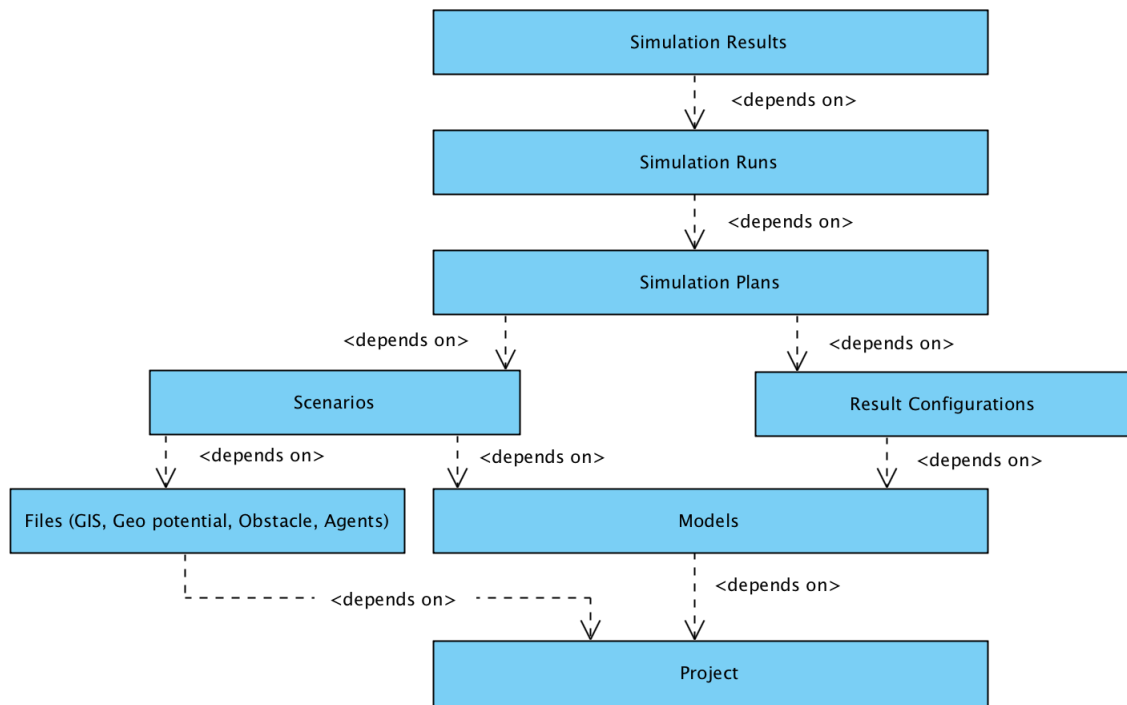 Simulation Results
<depends on>
Simulation Runs
<depends on>
Simulation Plans
<depends on>
<depends on>
Scenarios
Result Configurations
<depends on>
<depends on>
<depends on>
Files (GIS, Geo potential, Obstacle, Agents)
Models
<depends on>
<depends on>
Project